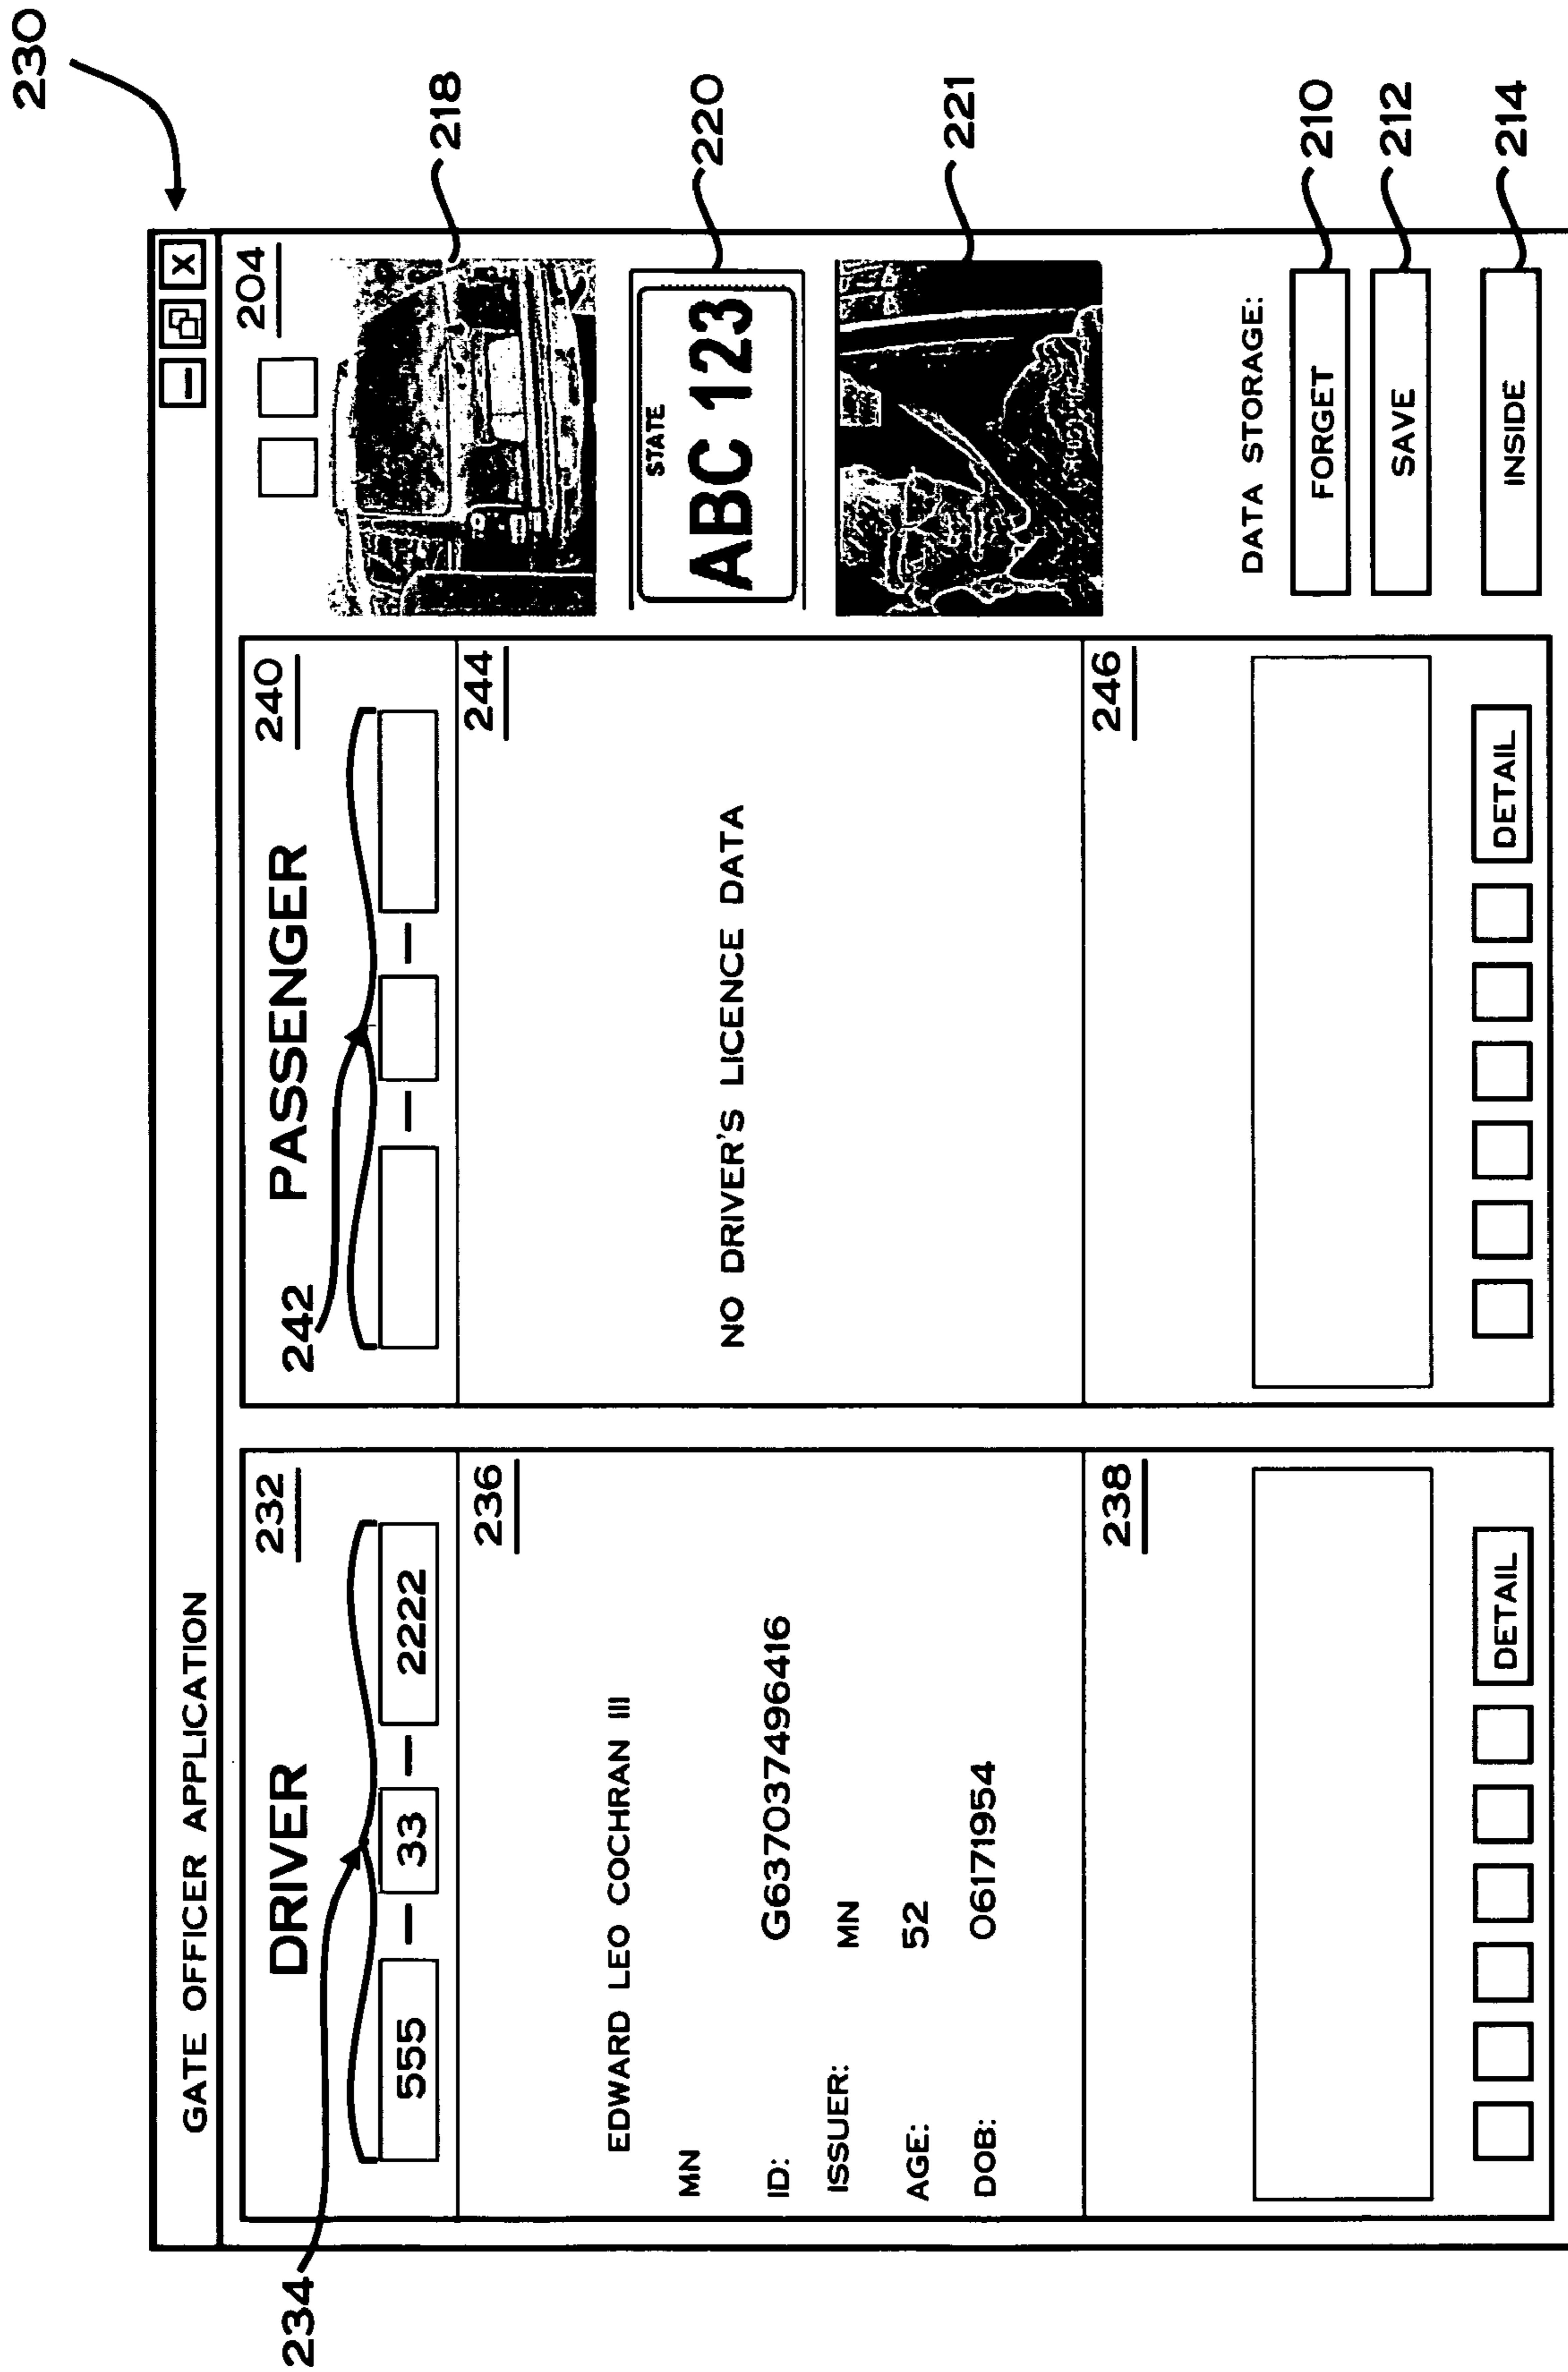 230
GATE OFFICER APPLICATION
X
DRIVER
232
234
555 — 33 — 2222
236
EDWARD LEO COCHRAN III
MN
ID: G6370374964 16
ISSUER: MN
AGE: 52
DOB: 06171954
238
DETAIL
242
PASSENGER
240
244
NO DRIVER'S LICENCE DATA
246
DETAIL
204
218
STATE
ABC 123
220
221
DATA STORAGE:
FORGET
210
SAVE
212
INSIDE
214